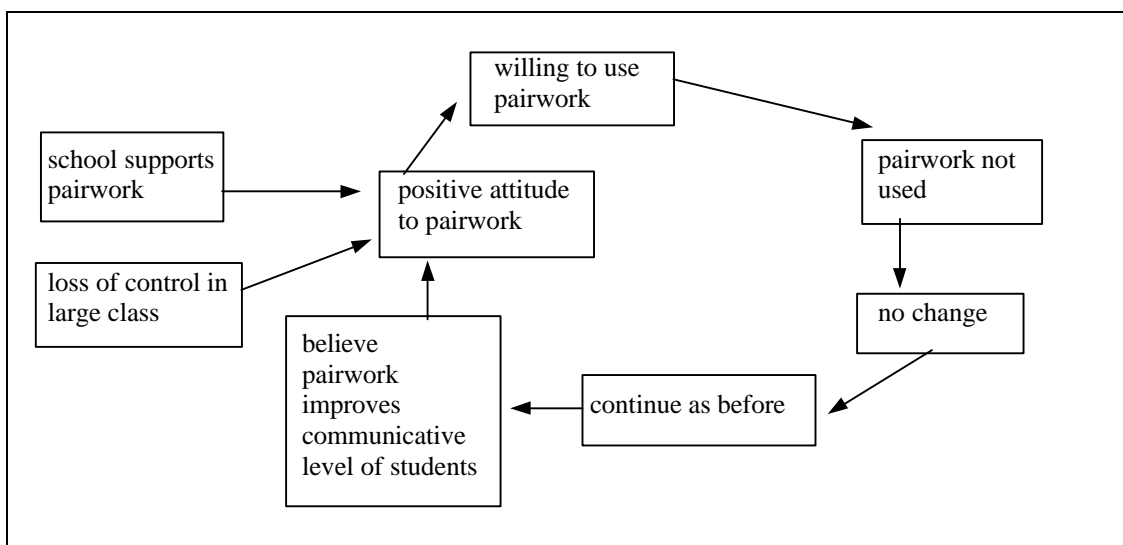 willing to use
pairwork
school supports
pairwork
pairwork not
used
positive attitude
to pairwork
loss of control in
large class
no change
believe
pairwork
improves
communicative
level of students
continue as before